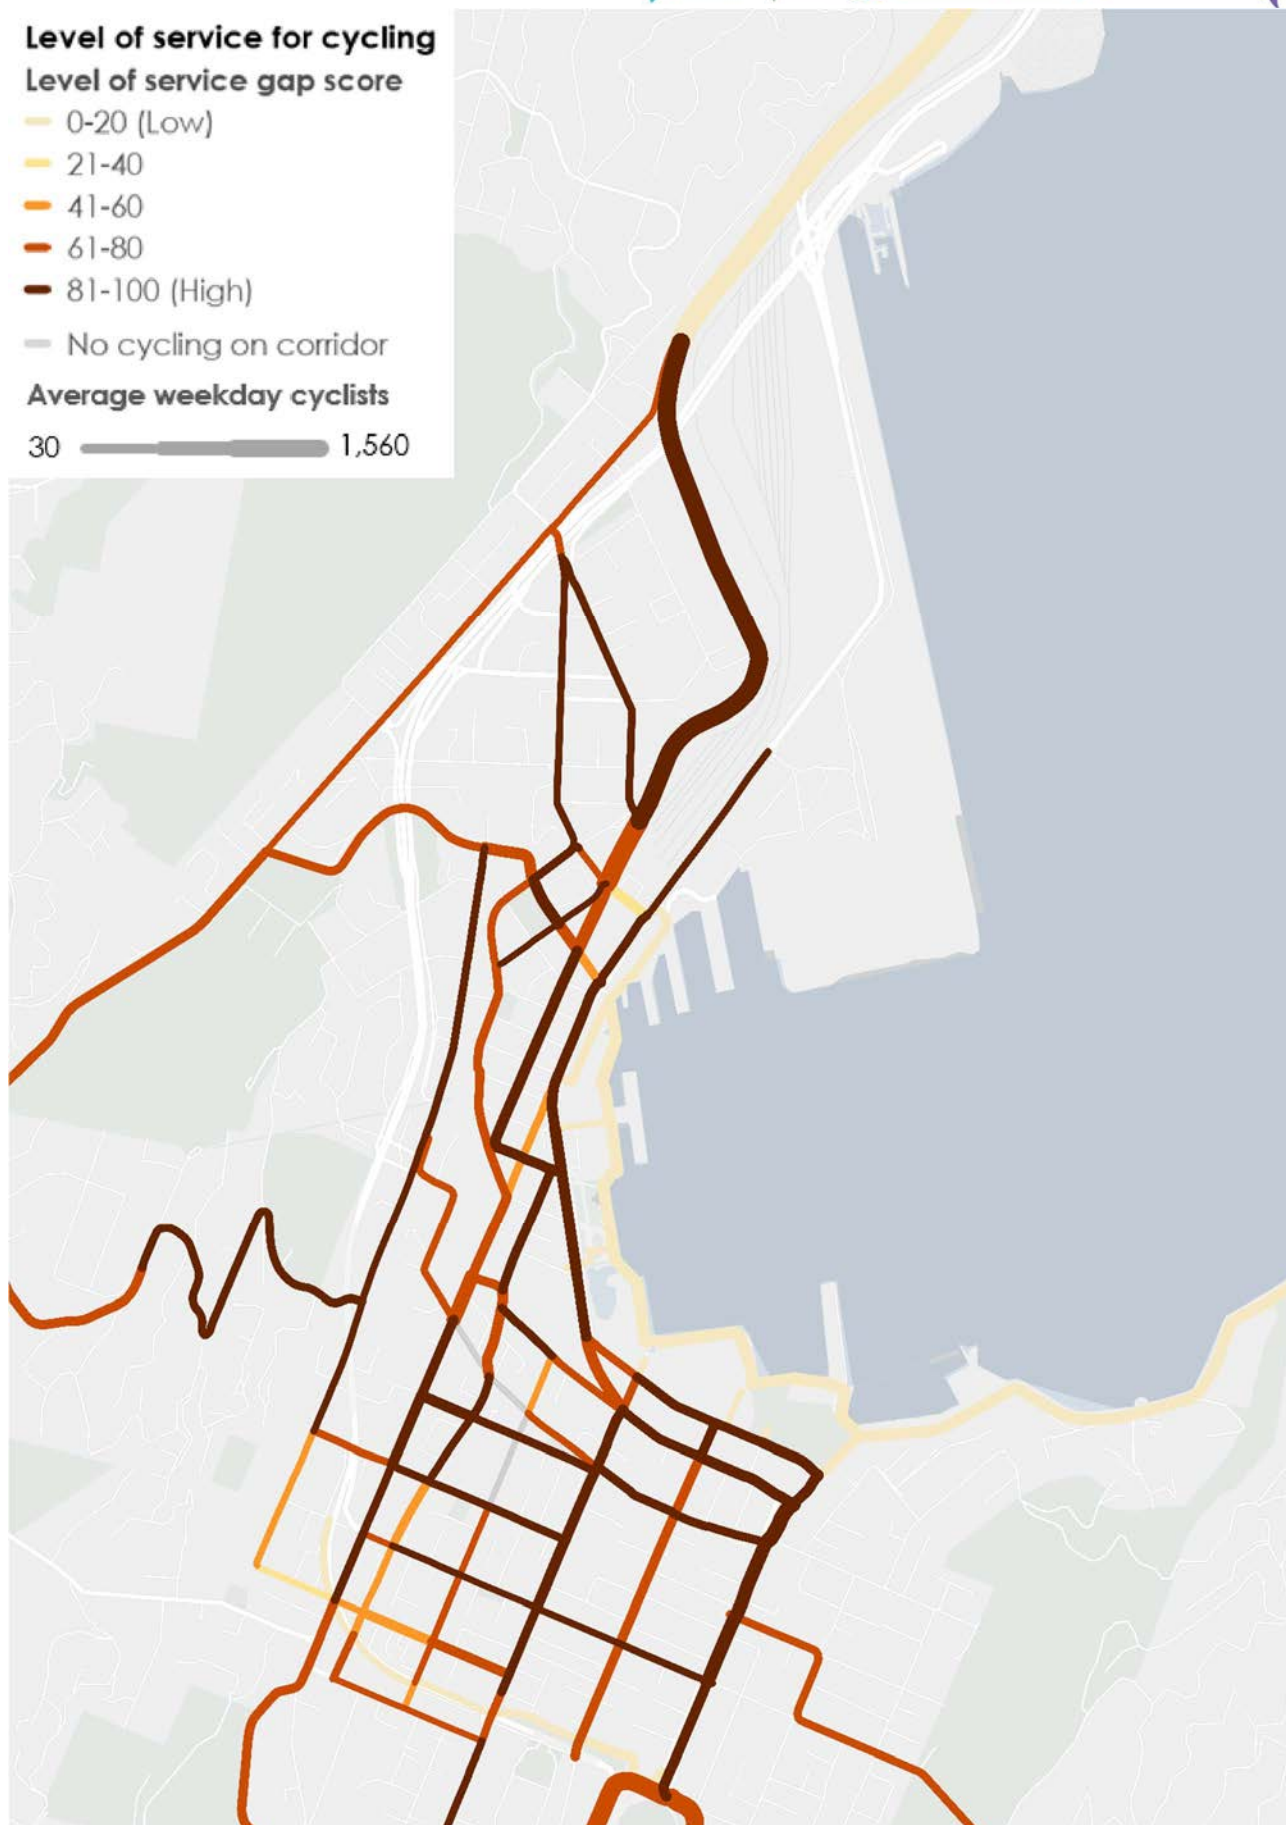 Level of service for cycling
Level of service gap score
0-20 (Low)
21-40
41-60
61-80
81-100 (High)
No cycling on corridor
Average weekday cyclists
30 1,560